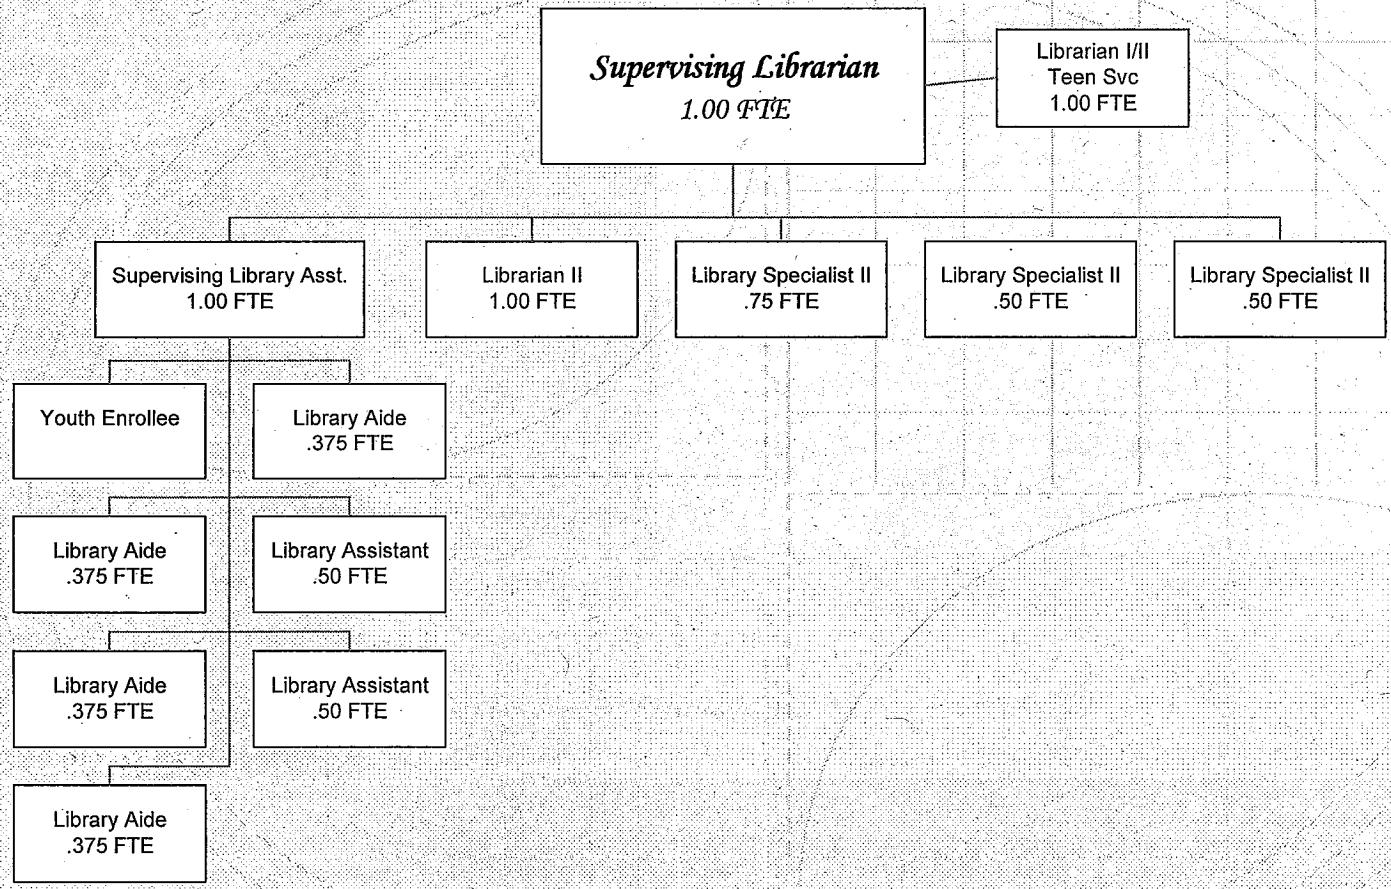 Supervising Librarian
1.00 FTE
Librarian I/II
Teen Svc
1.00 FTE
Supervising Library Asst.
1.00 FTE
Librarian II
1.00 FTE
Library Specialist II
.75 FTE
Library Specialist II
.50 FTE
Library Specialist II
.50 FTE
Youth Enrollee
Library Aide
.375 FTE
Library Aide
.375 FTE
Library Assistant
.50 FTE
Library Aide
.375 FTE
Library Assistant
.50 FTE
Library Aide
.375 FTE